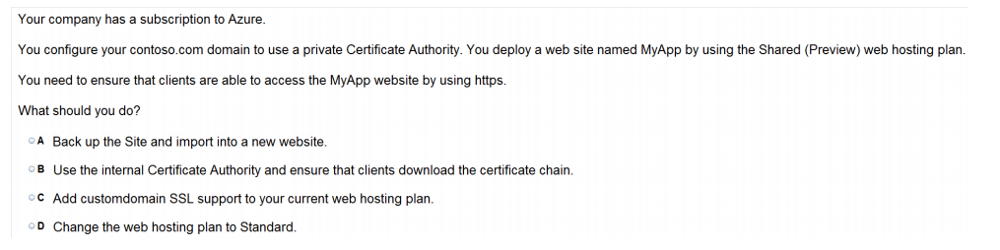 Your company has a subscription to Azure.
You configure your contoso.com domain to use a private Certificate Authority. You deploy a web site named MyApp by using the Shared (Preview) web hosting plan.
You need to ensure that clients are able to access the MyApp website by using https.
What should you do?
A Back up the Site and import into a new website.
B Use the internal Certificate Authority and ensure that clients download the certificate chain.
C Add customdomain SSL support to your current web hosting plan.
D Change the web hosting plan to Standard.